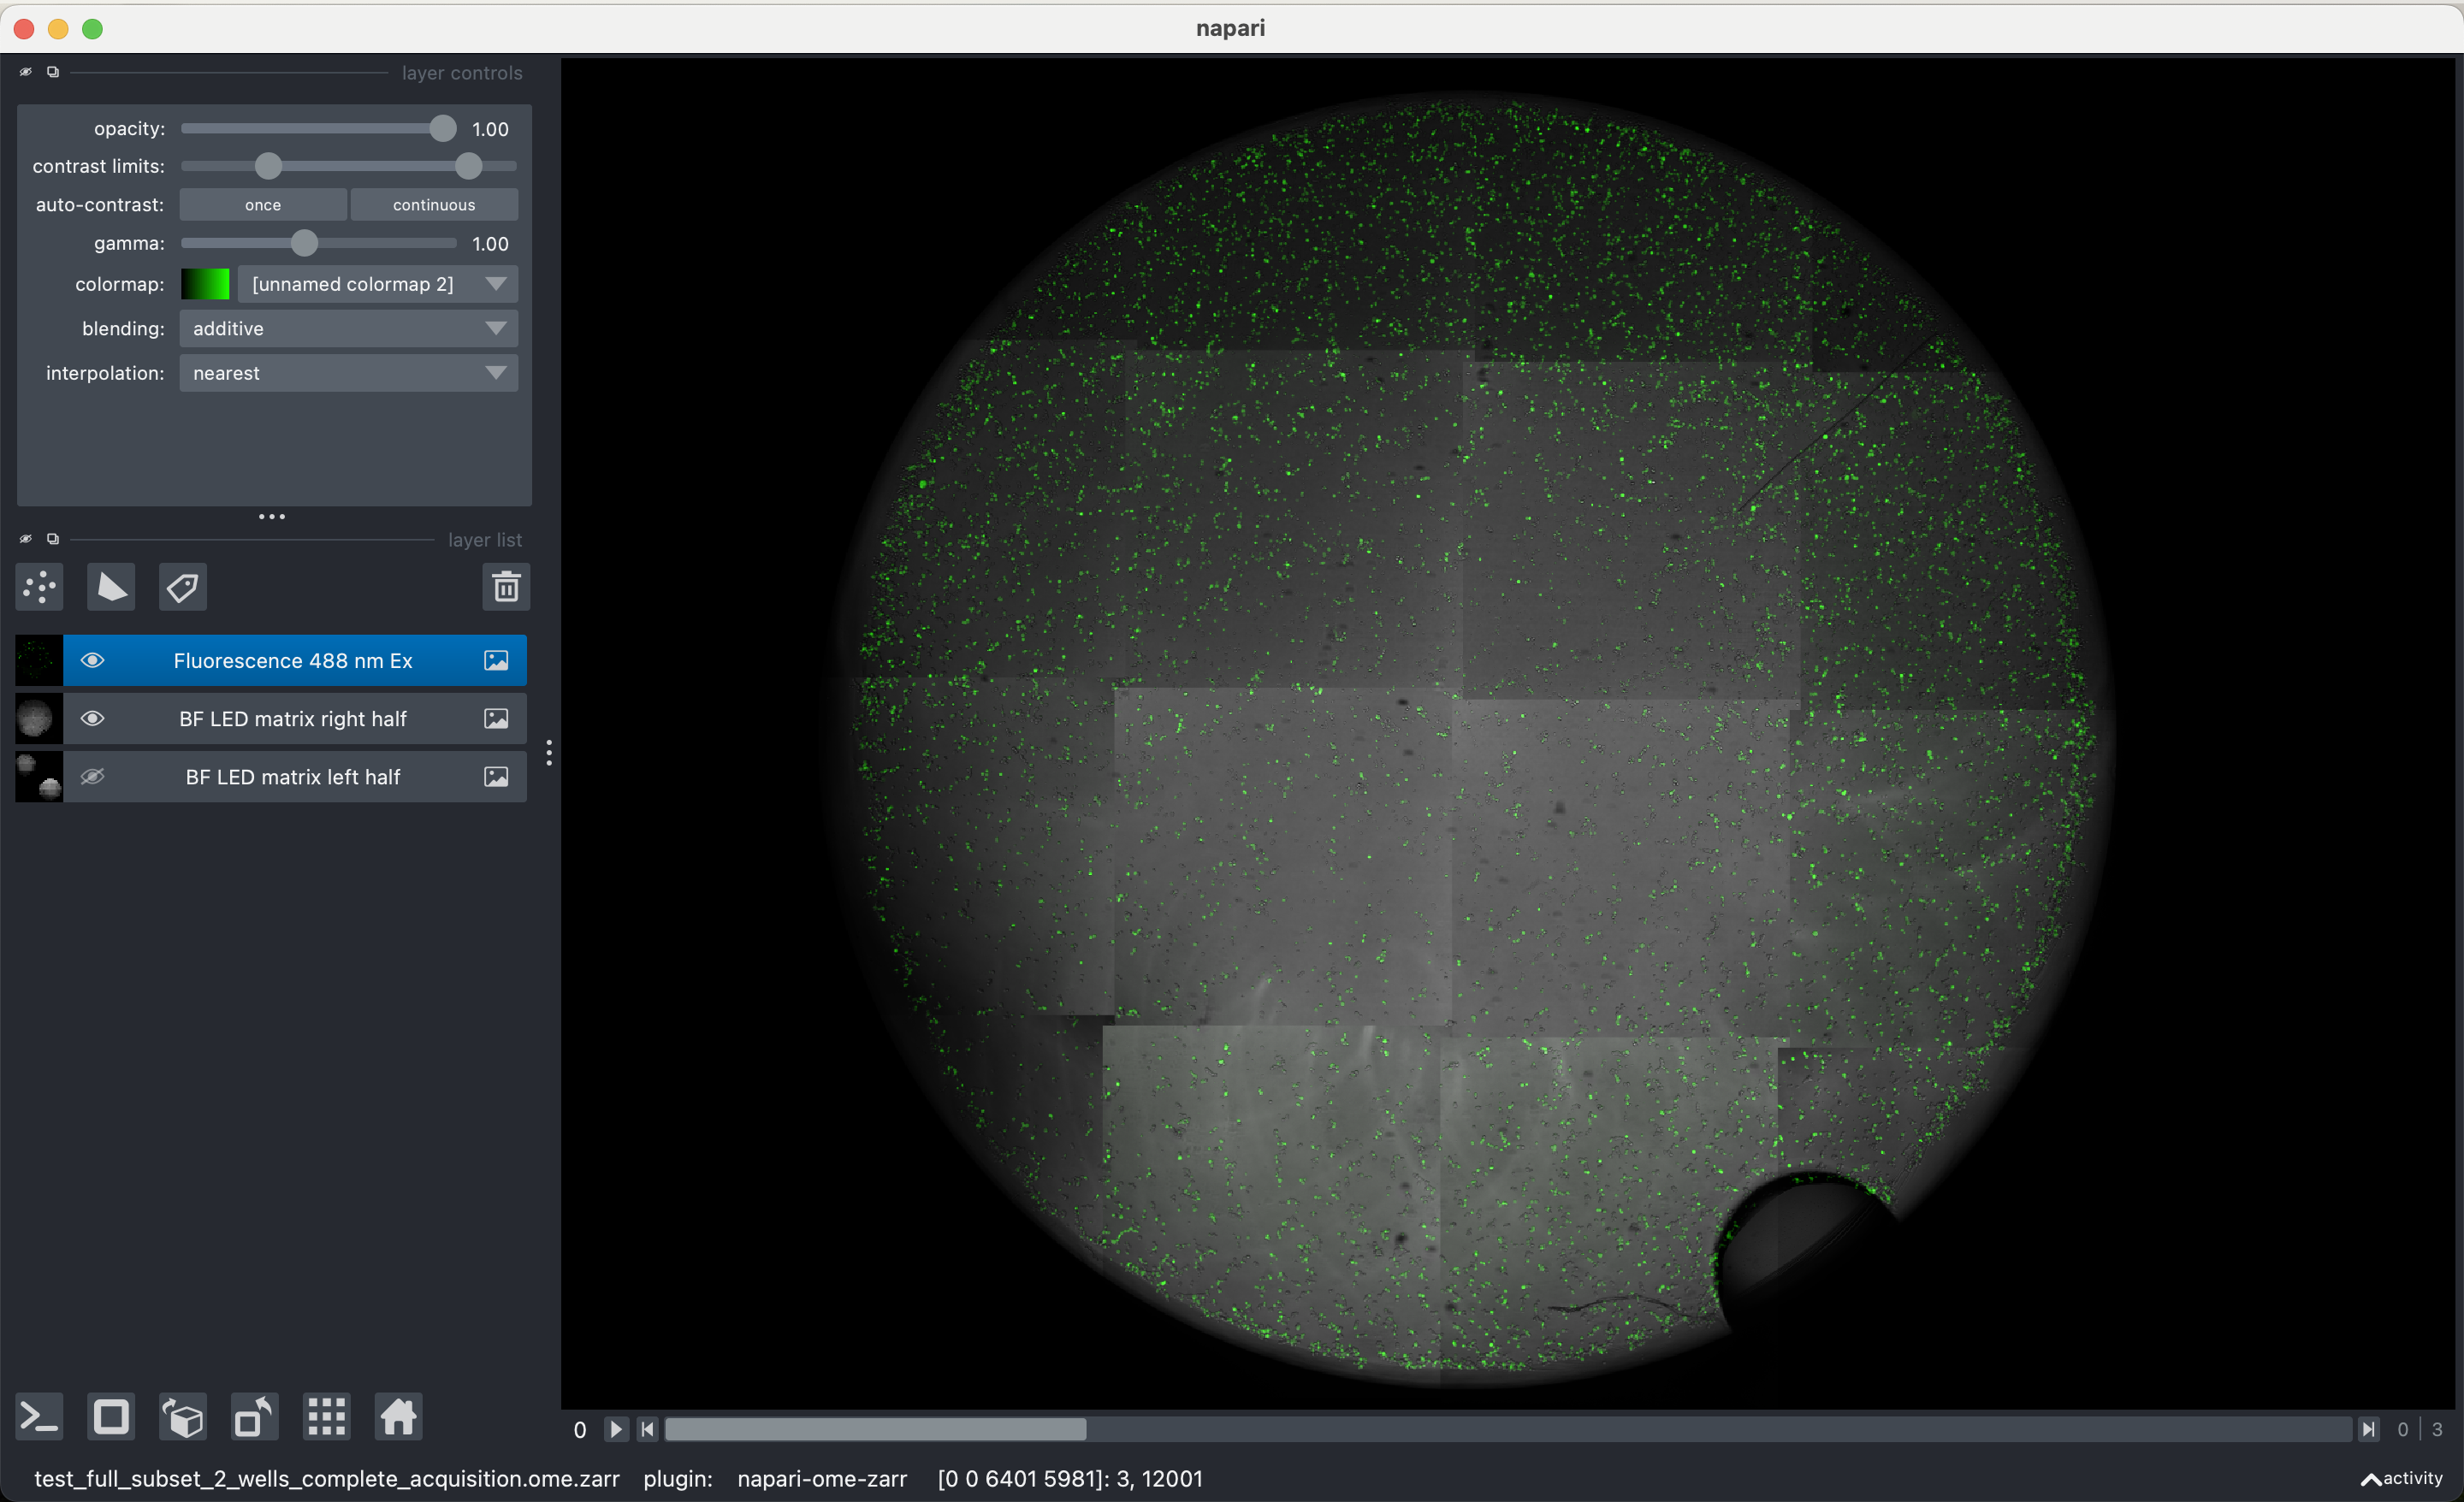 napari
layer controls
opacity: 1.00
contrast limits:
auto-contrast: once continuous
gamma: 1.00
colormap: [unnamed colormap 2]
blending: additive
interpolation: nearest
layer list
Fluorescence 488 nm Ex
BF LED matrix right half
BF LED matrix left half
0 0 3
test_full_subset_2_wells_complete_acquisition.ome.zarr plugin: napari-ome-zarr [0 0 6401 5981]: 3, 12001 activity